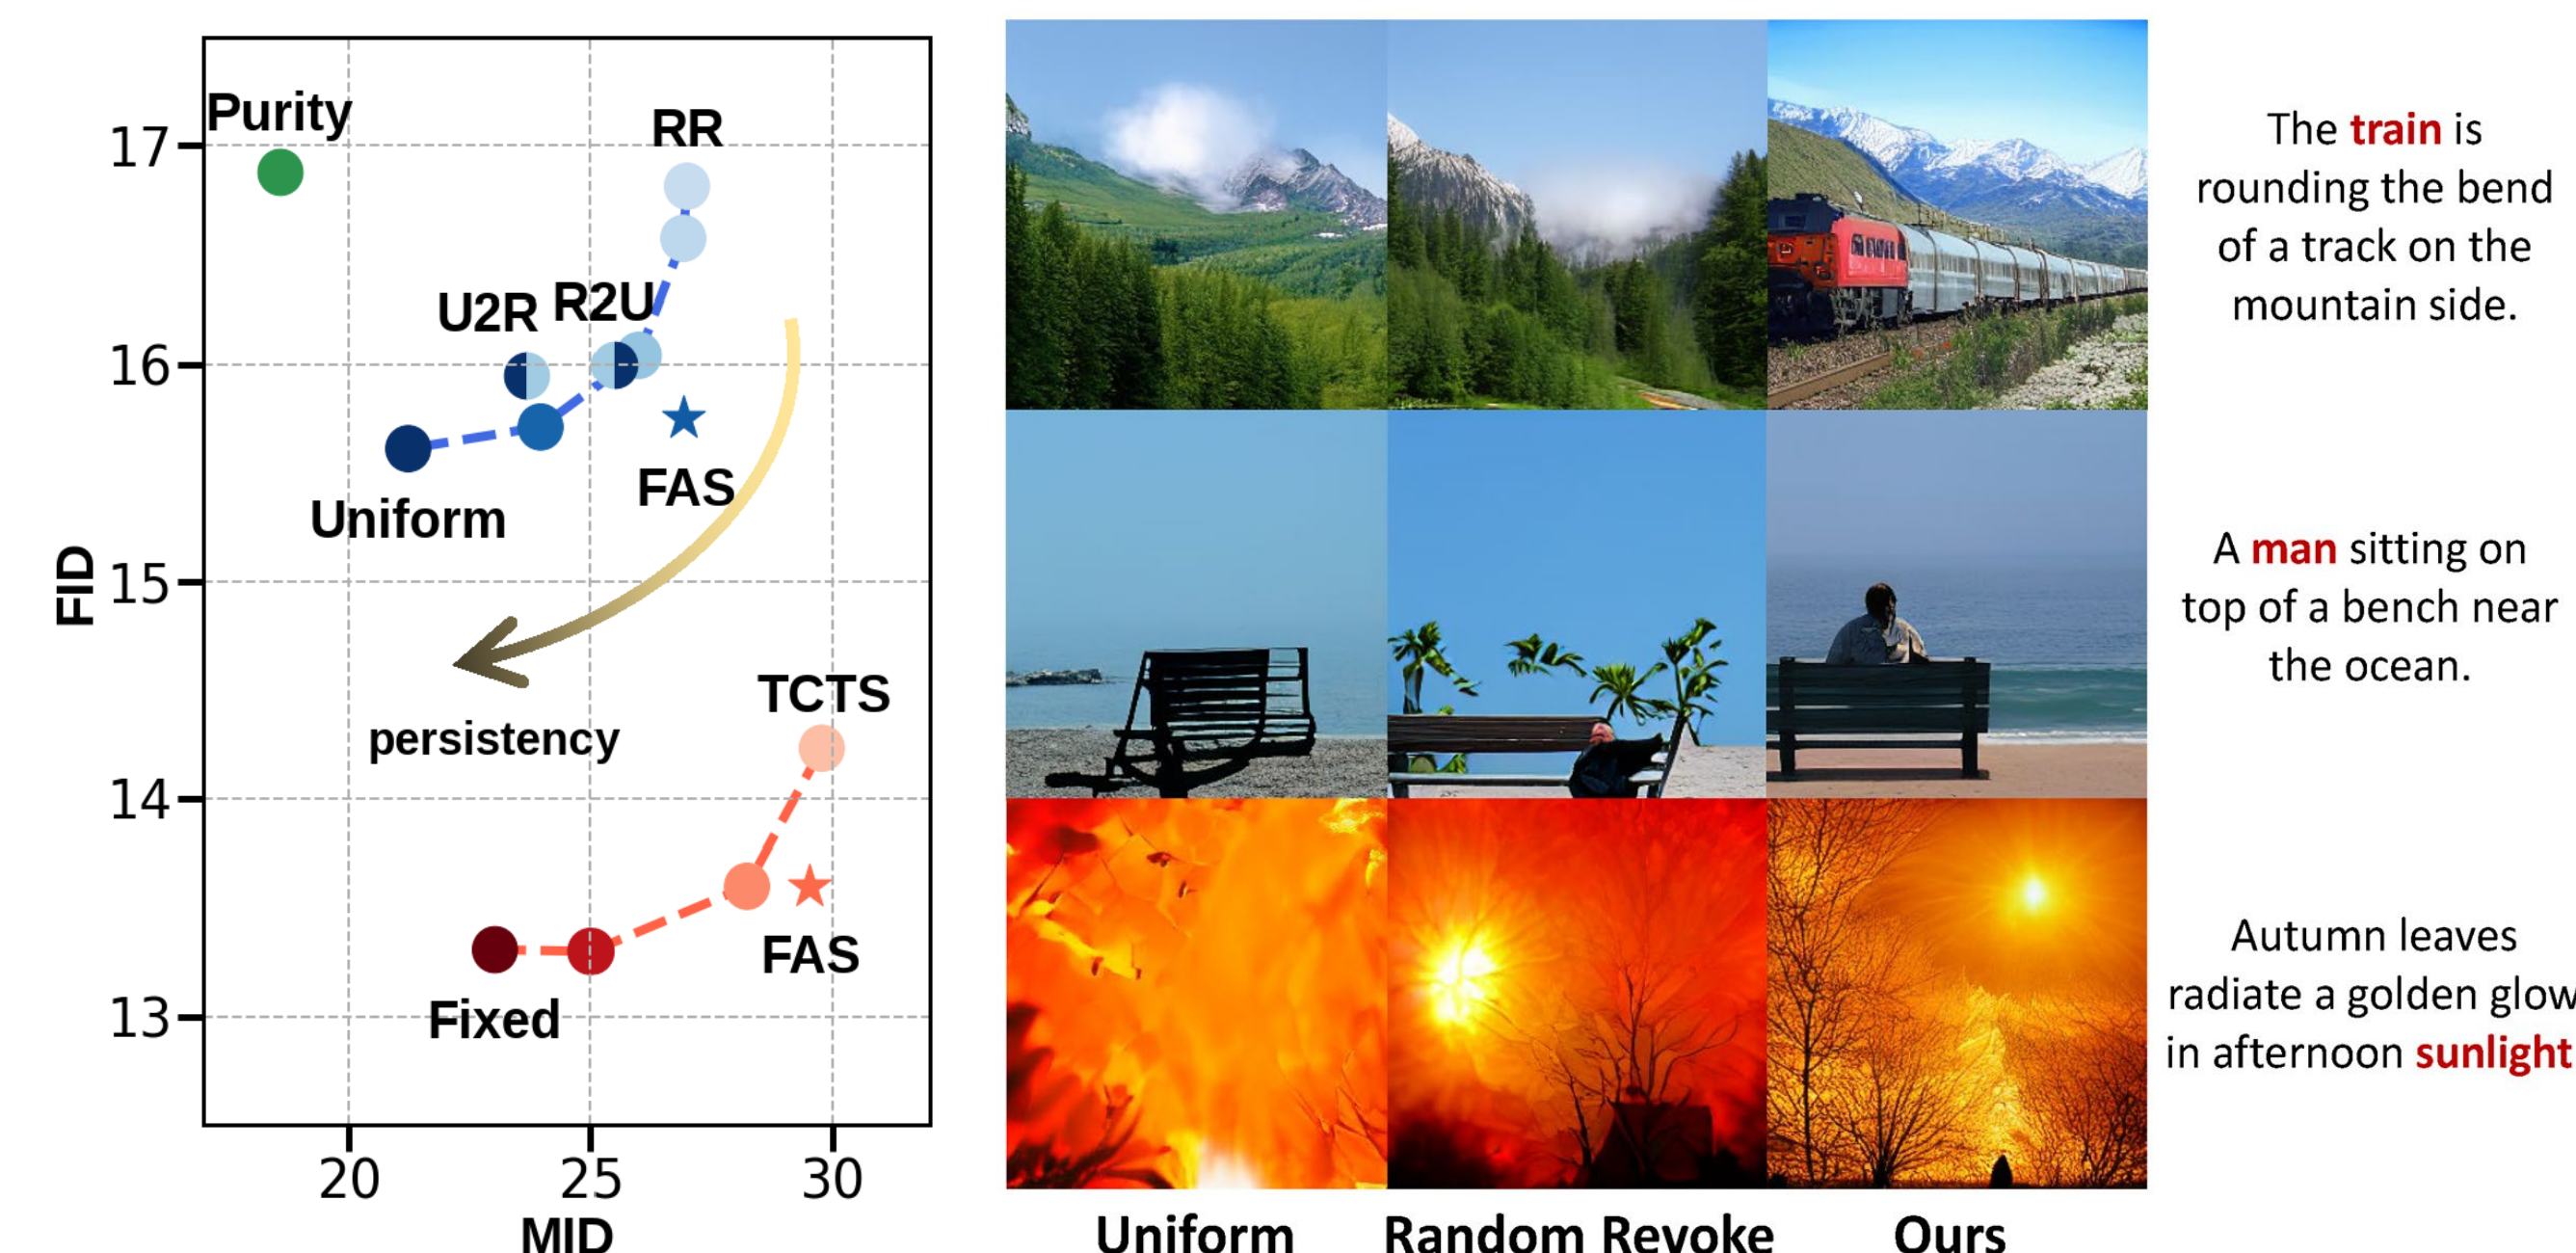 Purity
RR
17
U2R
R2U
16
FAS
Uniform
FID
15
persistency
TCTS
14
FAS
Fixed
13
20
25
30
MID
The train is
rounding the bend
of a track on the
mountain side.
A man sitting on
top of a bench near
the ocean.
Autumn leaves
radiate a golden glow
in afternoon sunlight
Uniform
Random Revoke
Ours